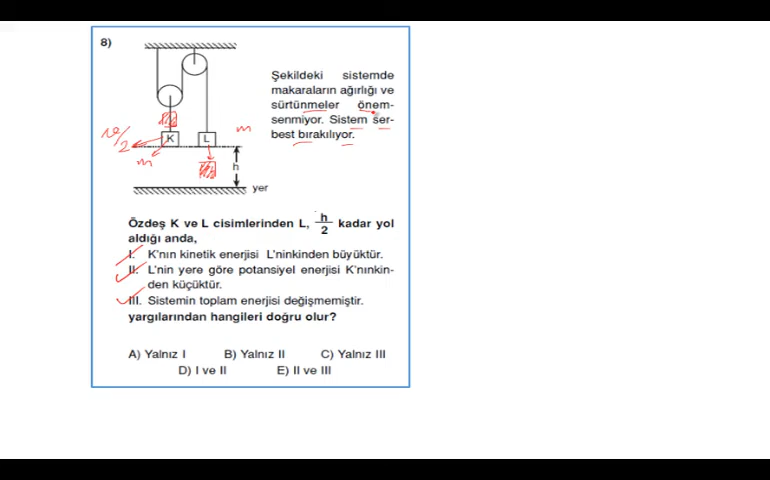 8)
Şekildeki sistemde
makaraların ağırlığı ve
sürtünmeler önem-
senmiyor. Sistem ser-
best bırakılıyor.
m
K
L
2
m
h
yer
Özdeş K ve L cisimlerinden L, h/2 kadar yol
aldığı anda,
I. K'nın kinetik enerjisi L'ninkinden büyüktür.
II. L'nin yere göre potansiyel enerjisi K'nınkin-
den küçüktür.
III. Sistemin toplam enerjisi değişmemiştir.
yargılarından hangileri doğru olur?
A) Yalnız I B) Yalnız II C) Yalnız III
D) I ve II E) II ve III